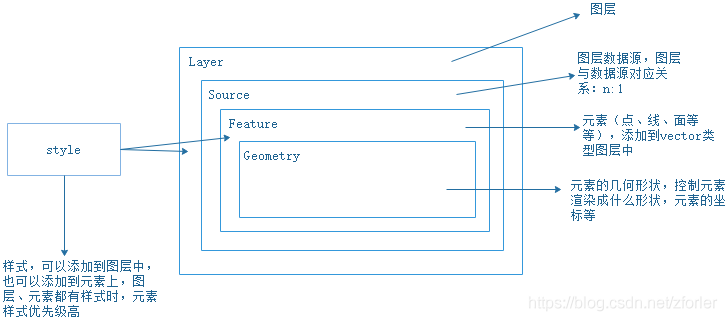 图层
Layer
图层数据源，图层
与数据源对应关
系：n:1
Source
Feature
元素（点、线、面等
等），添加到vector类
型图层中
style
Geometry
元素的几何形状，控制元素
渲染成什么形状，元素的坐
标等
样式，可以添加到图层中，
也可以添加到元素上，图
层、元素都有样式时，元素
样式优先级高
https://blog.csdn.net/zforler